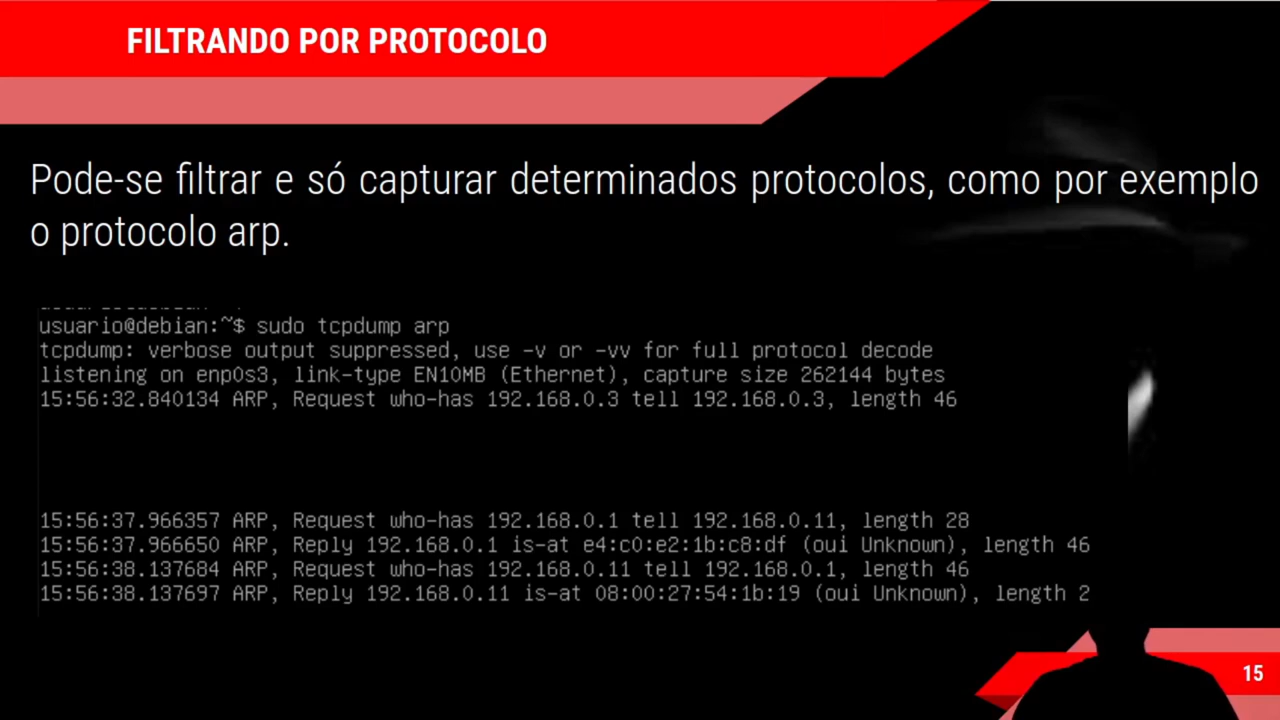 FILTRANDO POR PROTOCOLO
Pode-se filtrar e só capturar determinados protocolos, como por exemplo
o protocolo arp.
usuario@debian:~$ sudo tcpdump arp
tcpdump: verbose output suppressed, use -v or -vv for full protocol decode
listening on enp0s3, link-type EN10MB (Ethernet), capture size 262144 bytes
15:56:32.840134 ARP, Request who-has 192.168.0.3 tell 192.168.0.3, length 46
15:56:37.966357 ARP, Request who-has 192.168.0.1 tell 192.168.0.11, length 28
15:56:37.966650 ARP, Reply 192.168.0.1 is-at e4:c0:e2:1b:c8:df (oui Unknown), length 46
15:56:38.137684 ARP, Request who-has 192.168.0.11 tell 192.168.0.1, length 46
15:56:38.137697 ARP, Reply 192.168.0.11 is-at 08:00:27:54:1b:19 (oui Unknown), length 2
15